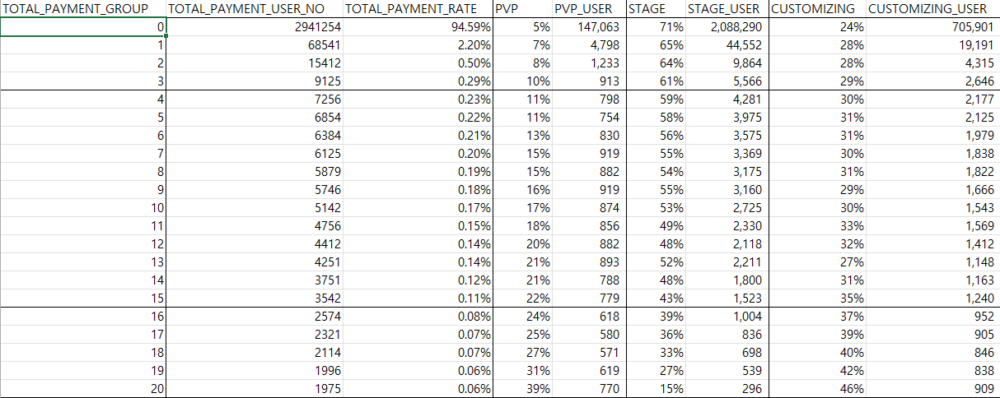 TOTAL_PAYMENT_GROUP TOTAL_PAYMENT_USER_NO TOTAL_PAYMENT_RATE PVP PVP_USER STAGE STAGE_USER CUSTOMIZING CUSTOMIZING_USER
0 2941254 94.59% 5% 147,063 71% 2,088,290 24% 705,901
1 68541 2.20% 7% 4,798 65% 44,552 28% 19,191
2 15412 0.50% 8% 1,233 64% 9,864 28% 4,315
3 9125 0.29% 10% 913 61% 5,566 29% 2,646
4 7256 0.23% 11% 798 59% 4,281 30% 2,177
5 6854 0.22% 11% 754 58% 3,975 31% 2,125
6 6384 0.21% 13% 830 56% 3,575 31% 1,979
7 6125 0.20% 15% 919 55% 3,369 30% 1,838
8 5879 0.19% 15% 882 54% 3,175 31% 1,822
9 5746 0.18% 16% 919 55% 3,160 29% 1,666
10 5142 0.17% 17% 874 53% 2,725 30% 1,543
11 4756 0.15% 18% 856 49% 2,330 33% 1,569
12 4412 0.14% 20% 882 48% 2,118 32% 1,412
13 4251 0.14% 21% 893 52% 2,211 27% 1,148
14 3751 0.12% 21% 788 48% 1,800 31% 1,163
15 3542 0.11% 22% 779 43% 1,523 35% 1,240
16 2574 0.08% 24% 618 39% 1,004 37% 952
17 2321 0.07% 25% 580 36% 836 39% 905
18 2114 0.07% 27% 571 33% 698 40% 846
19 1996 0.06% 31% 619 27% 539 42% 838
20 1975 0.06% 39% 770 15% 296 46% 909